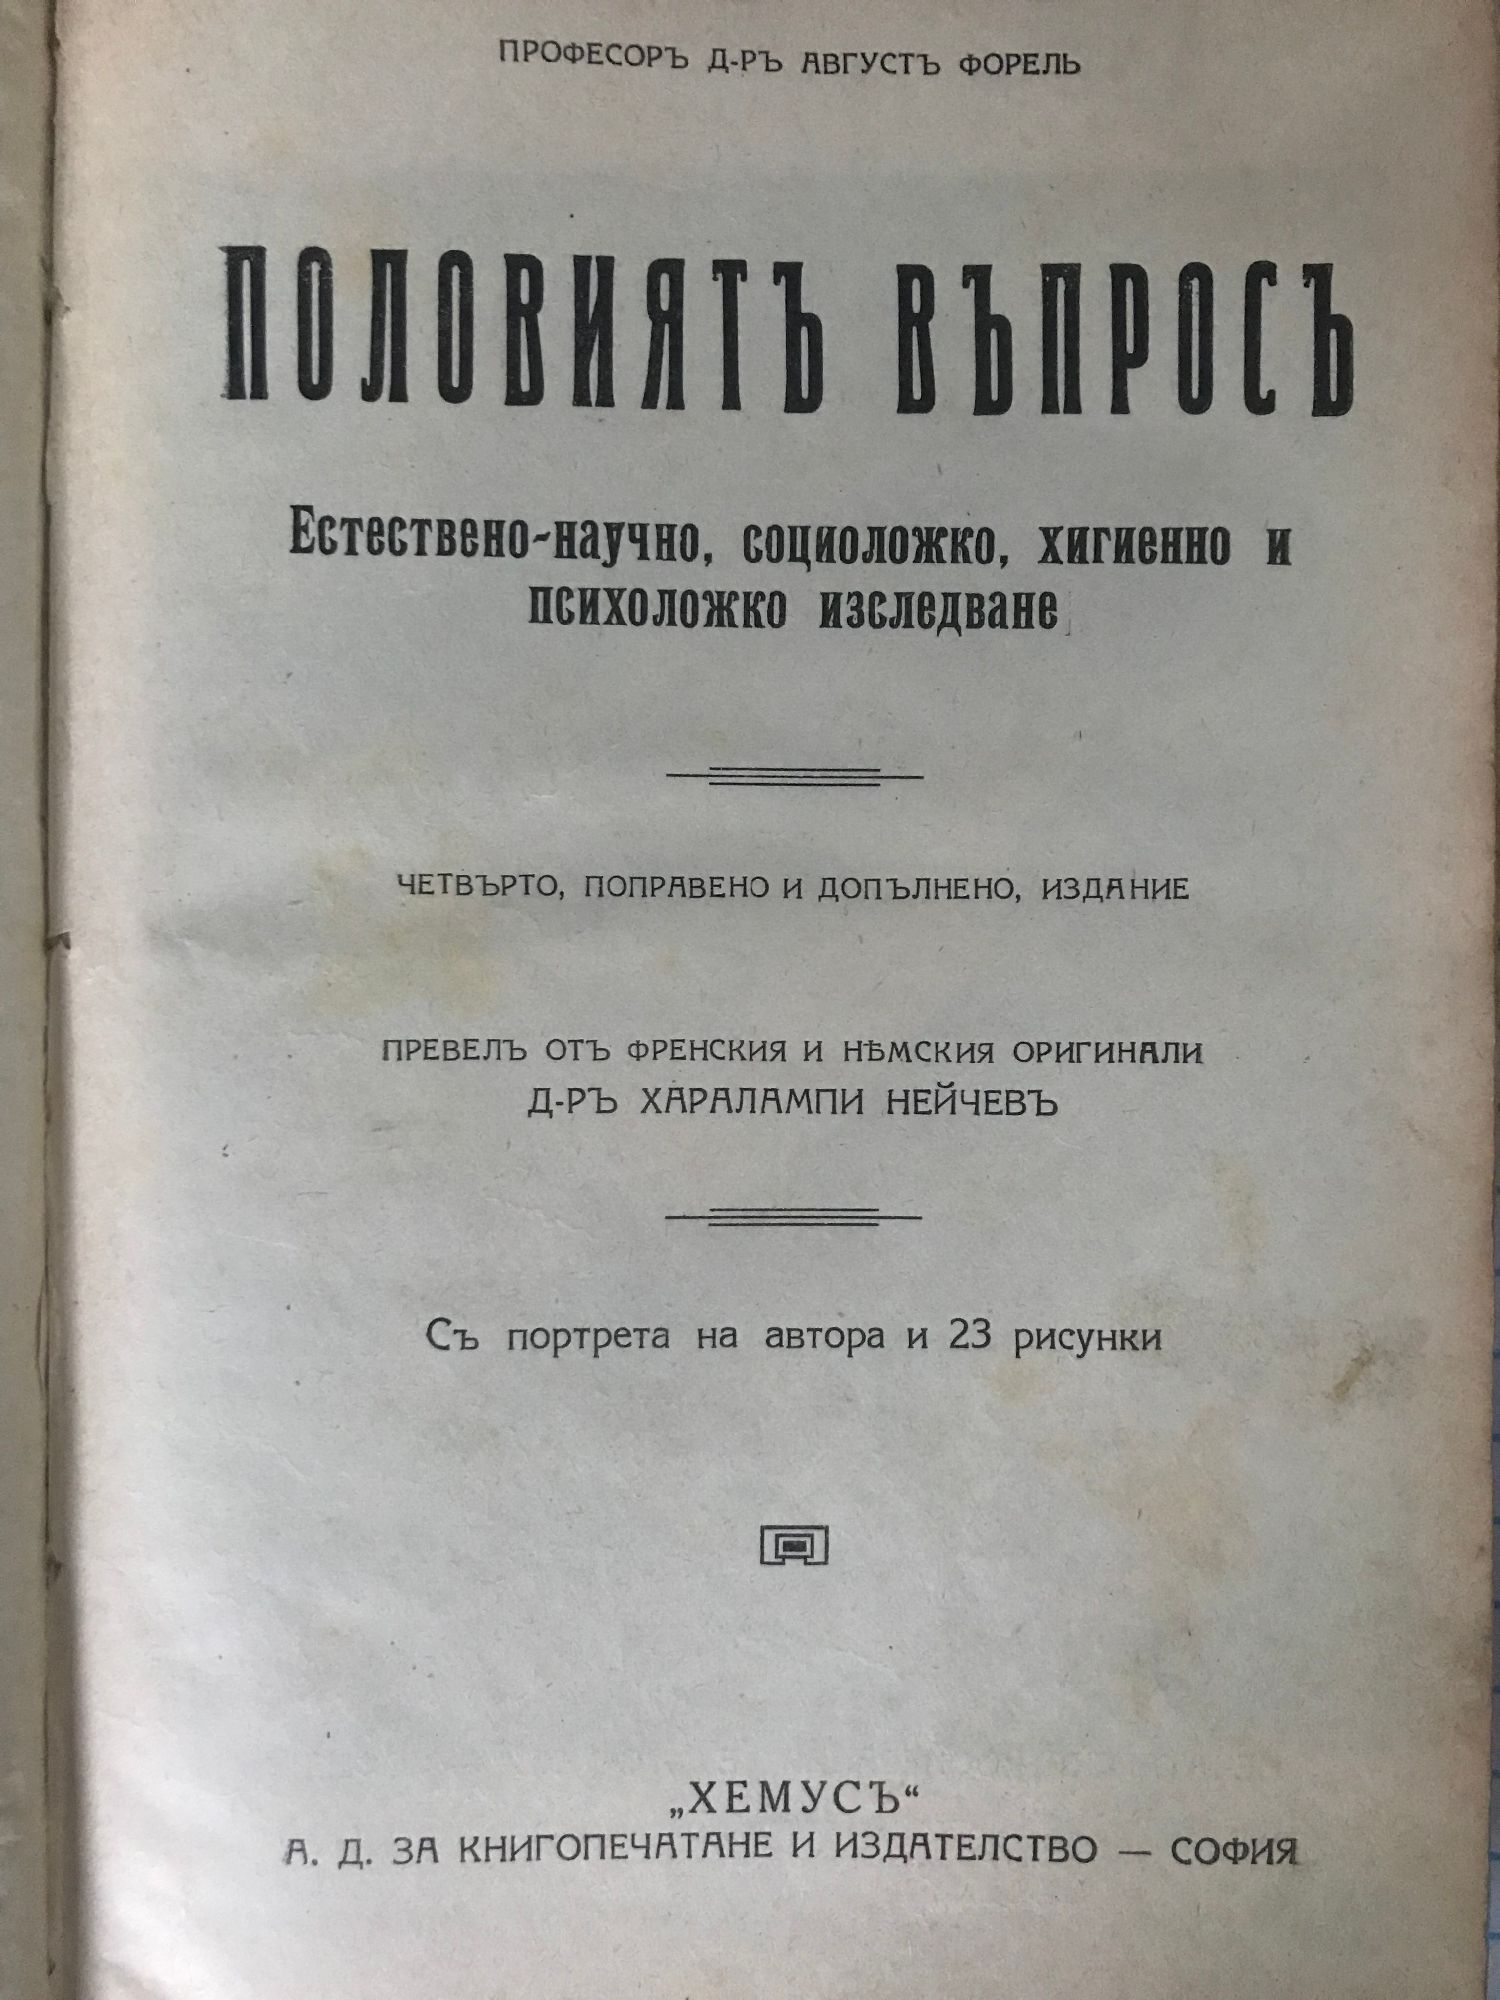 ПРОФЕСОРЪ Д-РЪ АВГУСТЪ ФОРЕЛЬ
ПОЛОВИЯТЪ ВЪПРОСЪ
Естествено-научно, социоложко, хигиенно и
психоложко изследване
ЧЕТВЪРТО, ПОПРАВЕНО И ДОПЪЛНЕНО, ИЗДАНИЕ
ПРЕВЕЛЪ ОТЪ ФРЕНСКИЯ И НѢМСКИЯ ОРИГИНАЛИ
Д-РЪ ХАРАЛАМПИ НЕЙЧЕВЪ
Съ портрета на автора и 23 рисунки
„ХЕМУСЪ“
А. Д. ЗА КНИГОПЕЧАТАНЕ И ИЗДАТЕЛСТВО — СОФИЯ